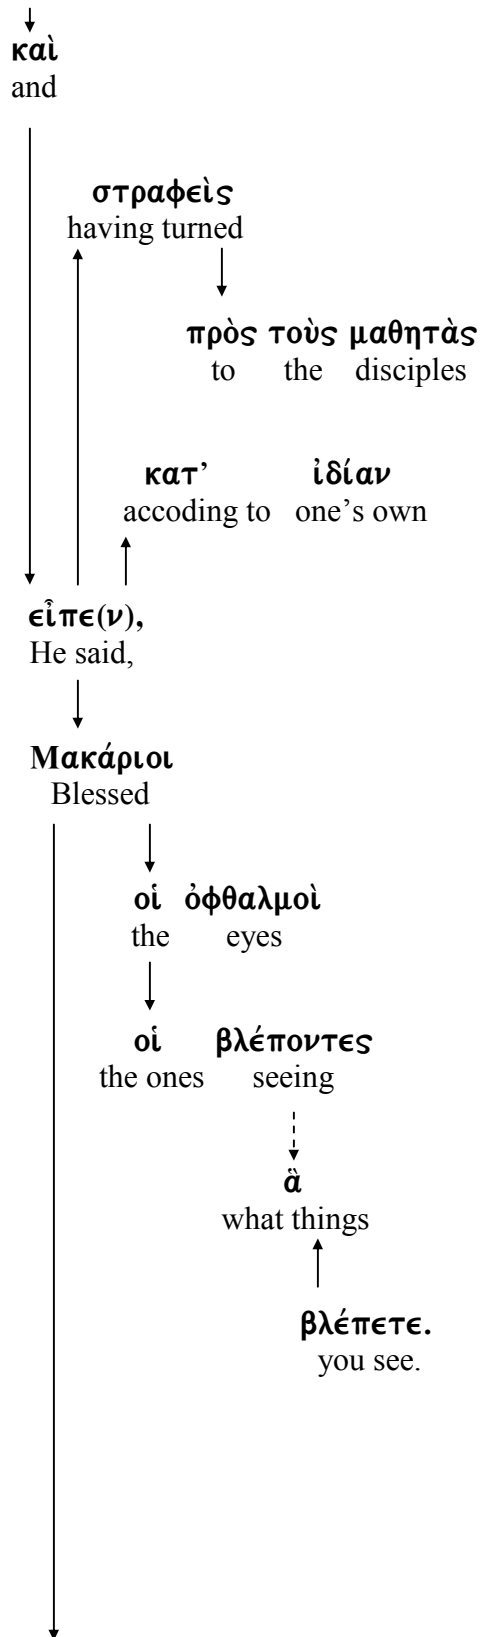 καὶ
and
στραφεὶς
having turned
πρὸς τοὺς μαθητὰς
to the disciples
κατ’ ἰδίαν
accoding to one’s own
εἶπε(ν),
He said,
Μακάριοι
Blessed
οἱ ὀφθαλμοὶ
the eyes
οἱ βλέποντες
the ones seeing
ἃ
what things
βλέπετε.
you see.